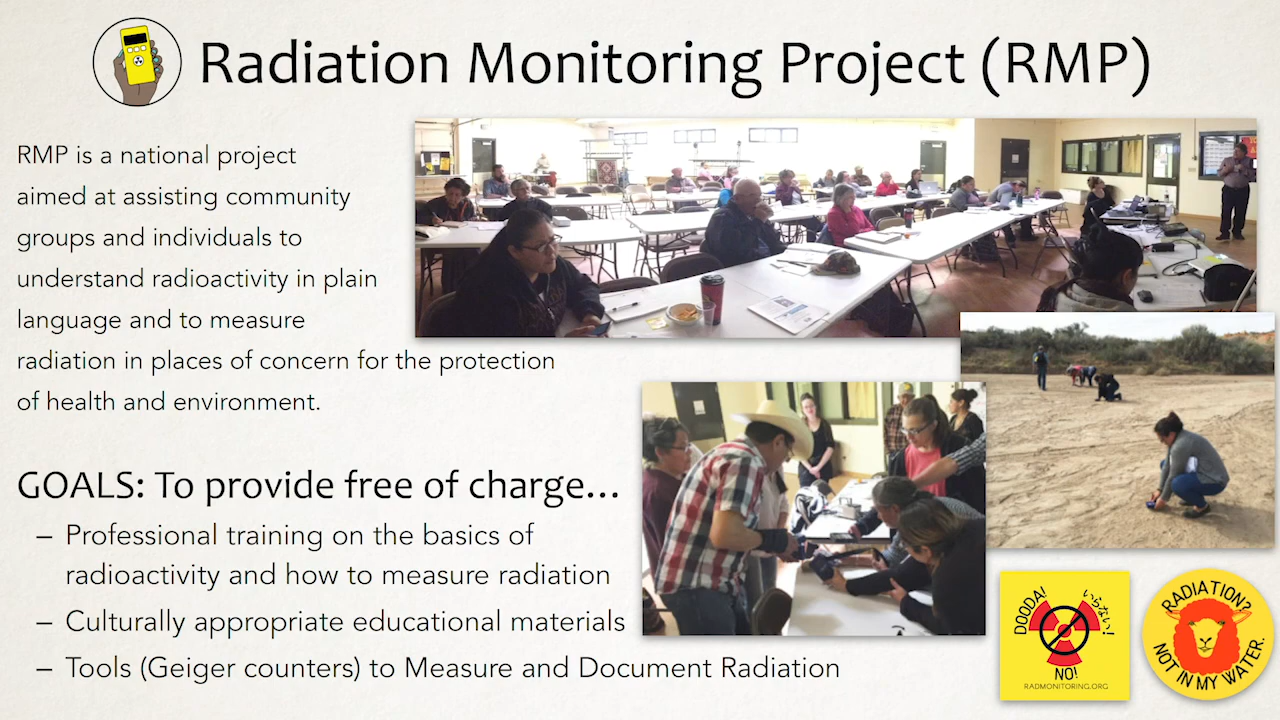 Radiation Monitoring Project (RMP)
RMP is a national project
aimed at assisting community
groups and individuals to
understand radioactivity in plain
language and to measure
radiation in places of concern for the protection
of health and environment.
GOALS: To provide free of charge...
– Professional training on the basics of
radioactivity and how to measure radiation
– Culturally appropriate educational materials
– Tools (Geiger counters) to Measure and Document Radiation
DOODA!
いらない!
NO!
RADMONITORING.ORG
RADIATION?
NOT IN MY WATER.